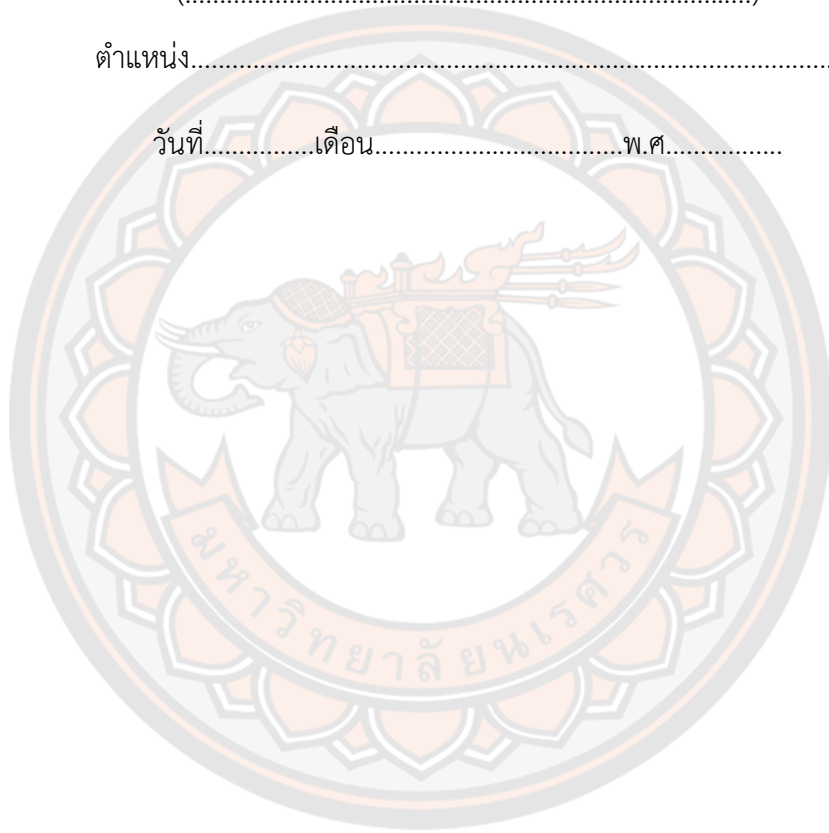 (..................................................................................)
ตำแหน่ง............................................................................................
วันที่................เดือน....................................พ.ศ.................
มหาวิทยาลัยนเรศวร